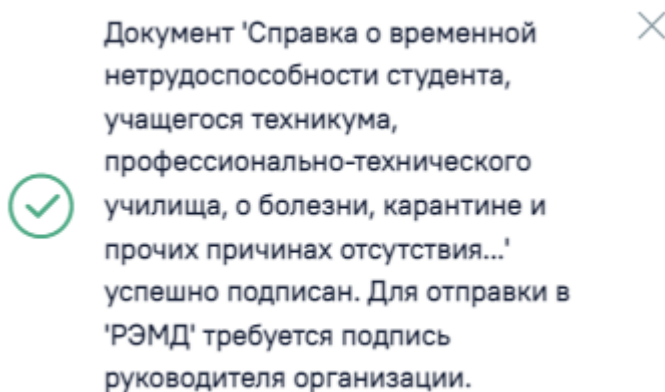 Документ 'Справка о временной
нетрудоспособности студента,
учащегося техникума,
профессионально-технического
училища, о болезни, карантине и
прочих причинах отсутствия...'
успешно подписан. Для отправки в
'РЭМД' требуется подпись
руководителя организации.